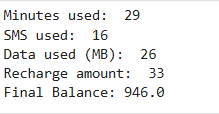 Minutes used:  29
SMS used:  16
Data used (MB):  26
Recharge amount:  33
Final Balance: 946.0